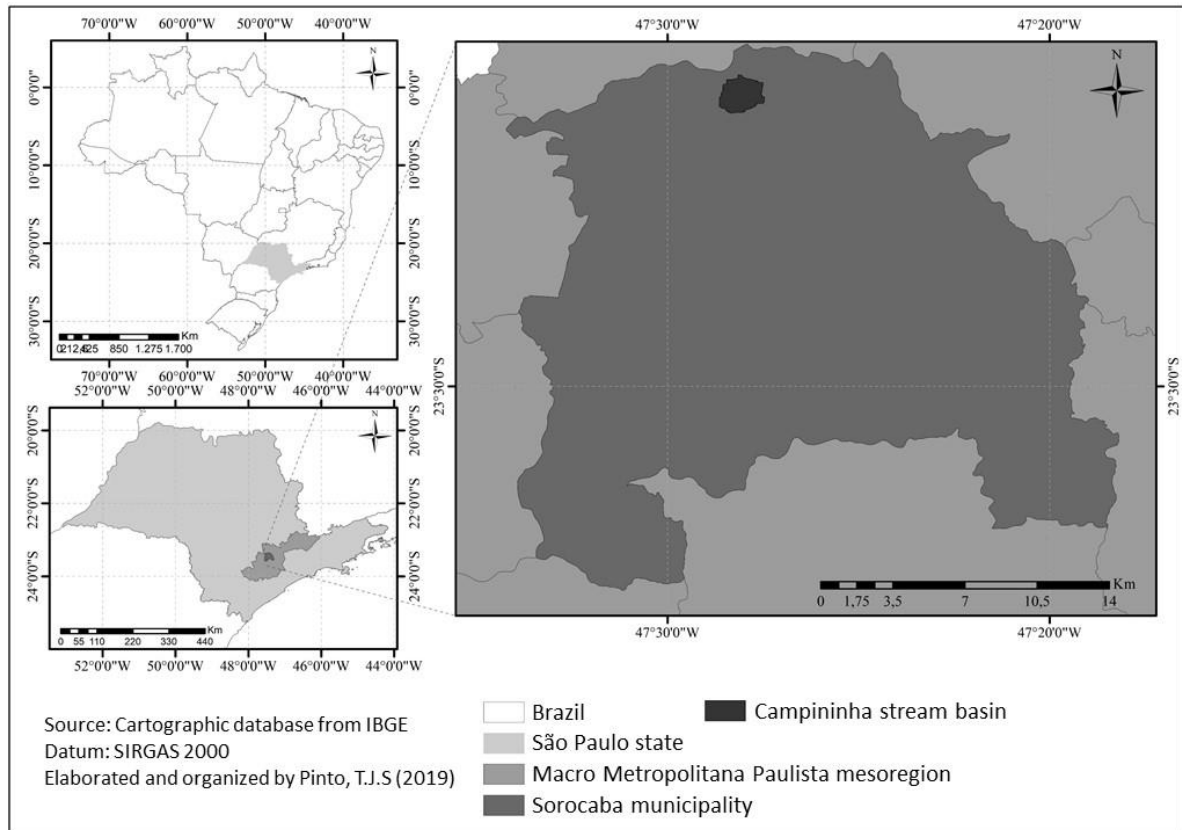 70°0'0"W 60°0'0"W 50°0'0"W 40°0'0"W
N
0°0'0"
10°0'0"S
20°0'0"S
30°0'0"S
0°0'0"
10°0'0"S
20°0'0"S
30°0'0"S
Km
0 212,5 425 850 1.275 1.700
70°0'0"W 60°0'0"W 50°0'0"W 40°0'0"W
52°0'0"W 50°0'0"W 48°0'0"W 46°0'0"W 44°0'0"W
N
20°0'0"S
22°0'0"S
24°0'0"S
20°0'0"S
22°0'0"S
24°0'0"S
Km
0 55 110 220 330 440
52°0'0"W 50°0'0"W 48°0'0"W 46°0'0"W 44°0'0"W
47°30'0"W 47°20'0"W
N
23°30'0"S
23°30'0"S
Km
0 1,75 3,5 7 10,5 14
47°30'0"W 47°20'0"W
Source: Cartographic database from IBGE
Datum: SIRGAS 2000
Elaborated and organized by Pinto, T.J.S (2019)
Brazil
São Paulo state
Macro Metropolitana Paulista mesoregion
Sorocaba municipality
Campininha stream basin